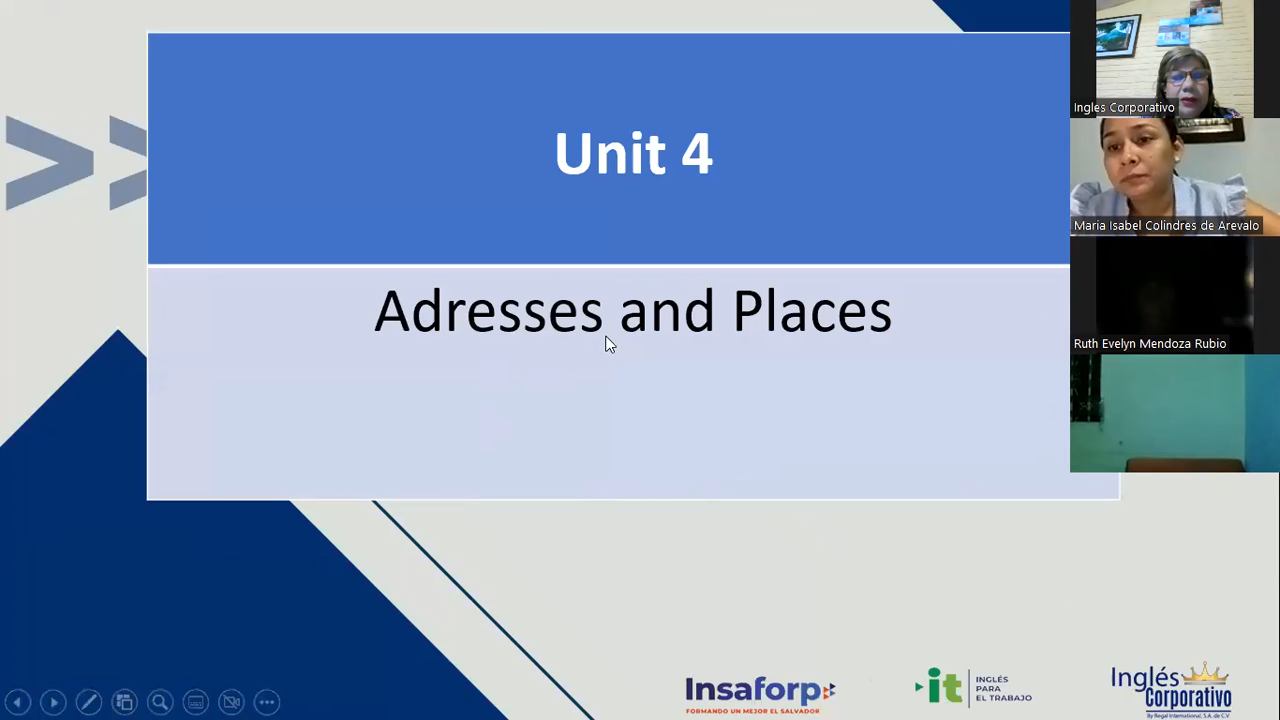 Unit 4
Adresses and Places
Ingles Corporativo
Maria Isabel Colindres de Arevalo
Ruth Evelyn Mendoza Rubio
Insaforp
FORMANDO UN MEJOR EL SALVADOR
it
INGLÉS
PARA
EL TRABAJO
Inglés
Corporativo
By Regal International, S.A. de C.V.